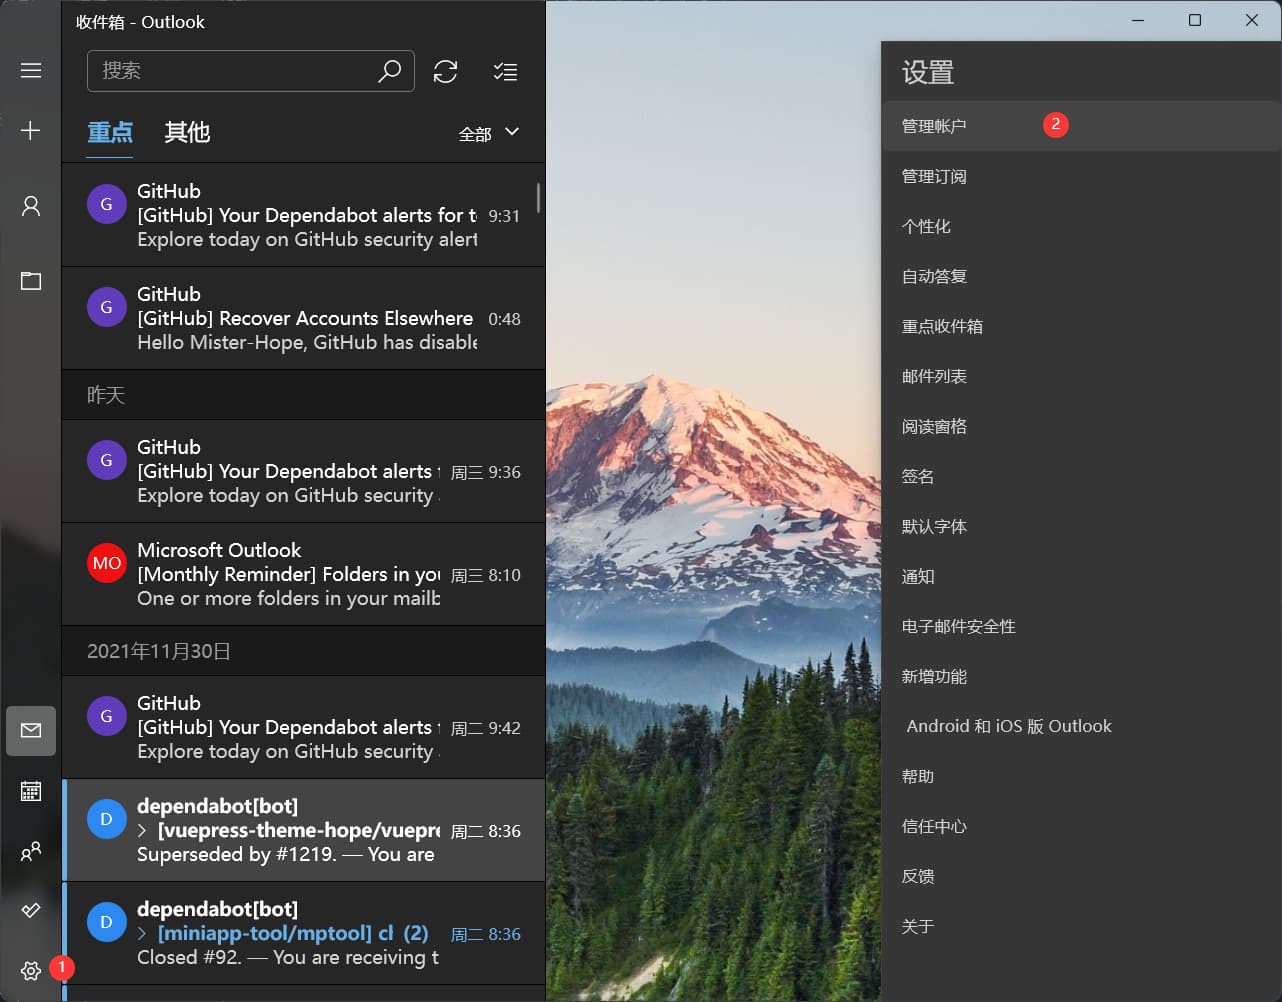 收件箱 - Outlook
搜索
重点 其他 全部
G
GitHub
[GitHub] Your Dependabot alerts for t 9:31
Explore today on GitHub security alert
G
GitHub
[GitHub] Recover Accounts Elsewhere 0:48
Hello Mister-Hope, GitHub has disable
昨天
G
GitHub
[GitHub] Your Dependabot alerts 周三 9:36
Explore today on GitHub security
MO
Microsoft Outlook
[Monthly Reminder] Folders in you 周三 8:10
One or more folders in your mailb
2021年11月30日
G
GitHub
[GitHub] Your Dependabot alerts 周二 9:42
Explore today on GitHub security
D
dependabot[bot]
[vuepress-theme-hope/vuepre 周二 8:36
Superseded by #1219. — You are
D
dependabot[bot]
[miniapp-tool/mptool] cl (2) 周二 8:36
Closed #92. — You are receiving t
1
设置
管理帐户 2
管理订阅
个性化
自动答复
重点收件箱
邮件列表
阅读窗格
签名
默认字体
通知
电子邮件安全性
新增功能
Android 和 iOS 版 Outlook
帮助
信任中心
反馈
关于